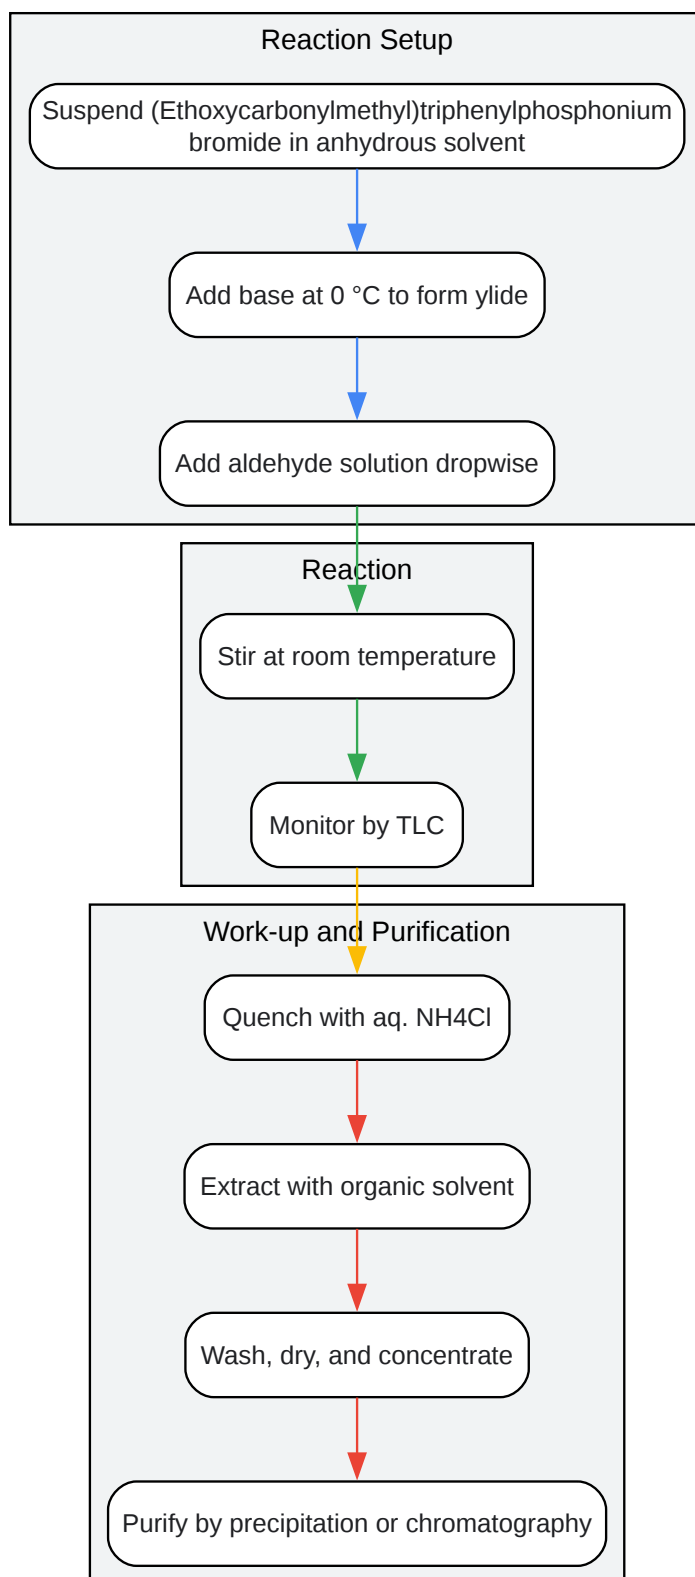 Reaction Setup
Suspend (Ethoxycarbonylmethyl)triphenylphosphonium
bromide in anhydrous solvent
Add base at 0 °C to form ylide
Add aldehyde solution dropwise
Reaction
Stir at room temperature
Monitor by TLC
Work-up and Purification
Quench with aq. NH4Cl
Extract with organic solvent
Wash, dry, and concentrate
Purify by precipitation or chromatography